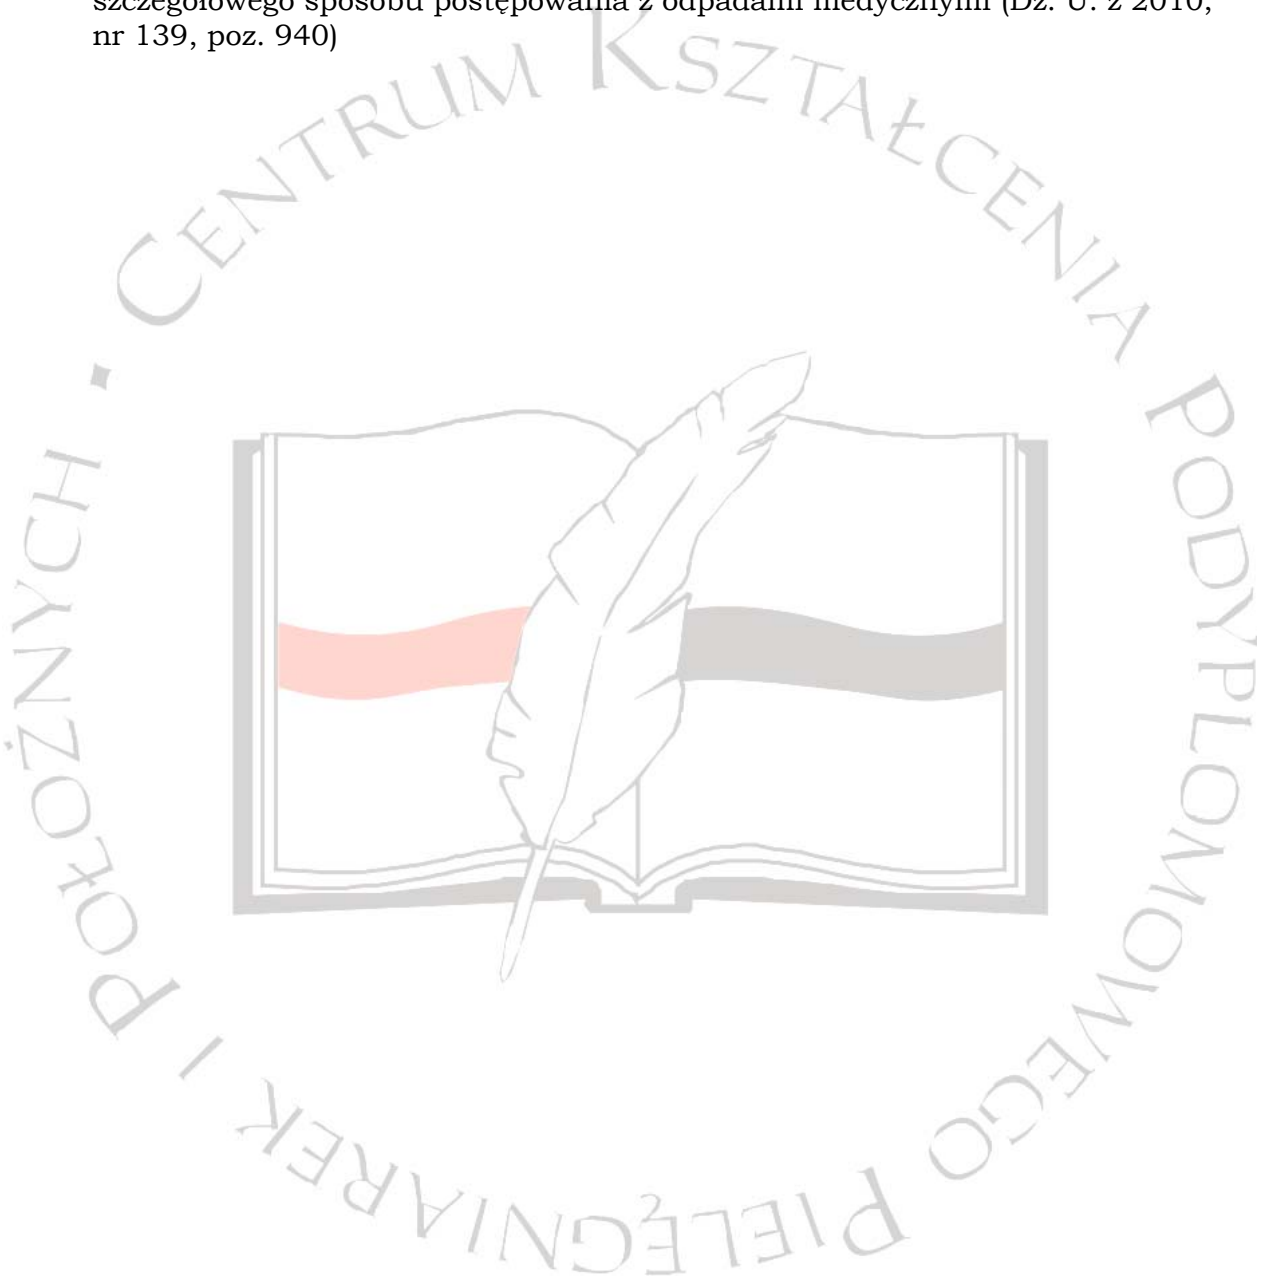 szczegółowego sposobu postępowania z odpadami medycznymi (Dz. U. z 2010,
nr 139, poz. 940)
CENTRUM KSZTAŁCENIA PODYPLOMOWEGO PIELĘGNIAREK I POŁOŻNYCH •